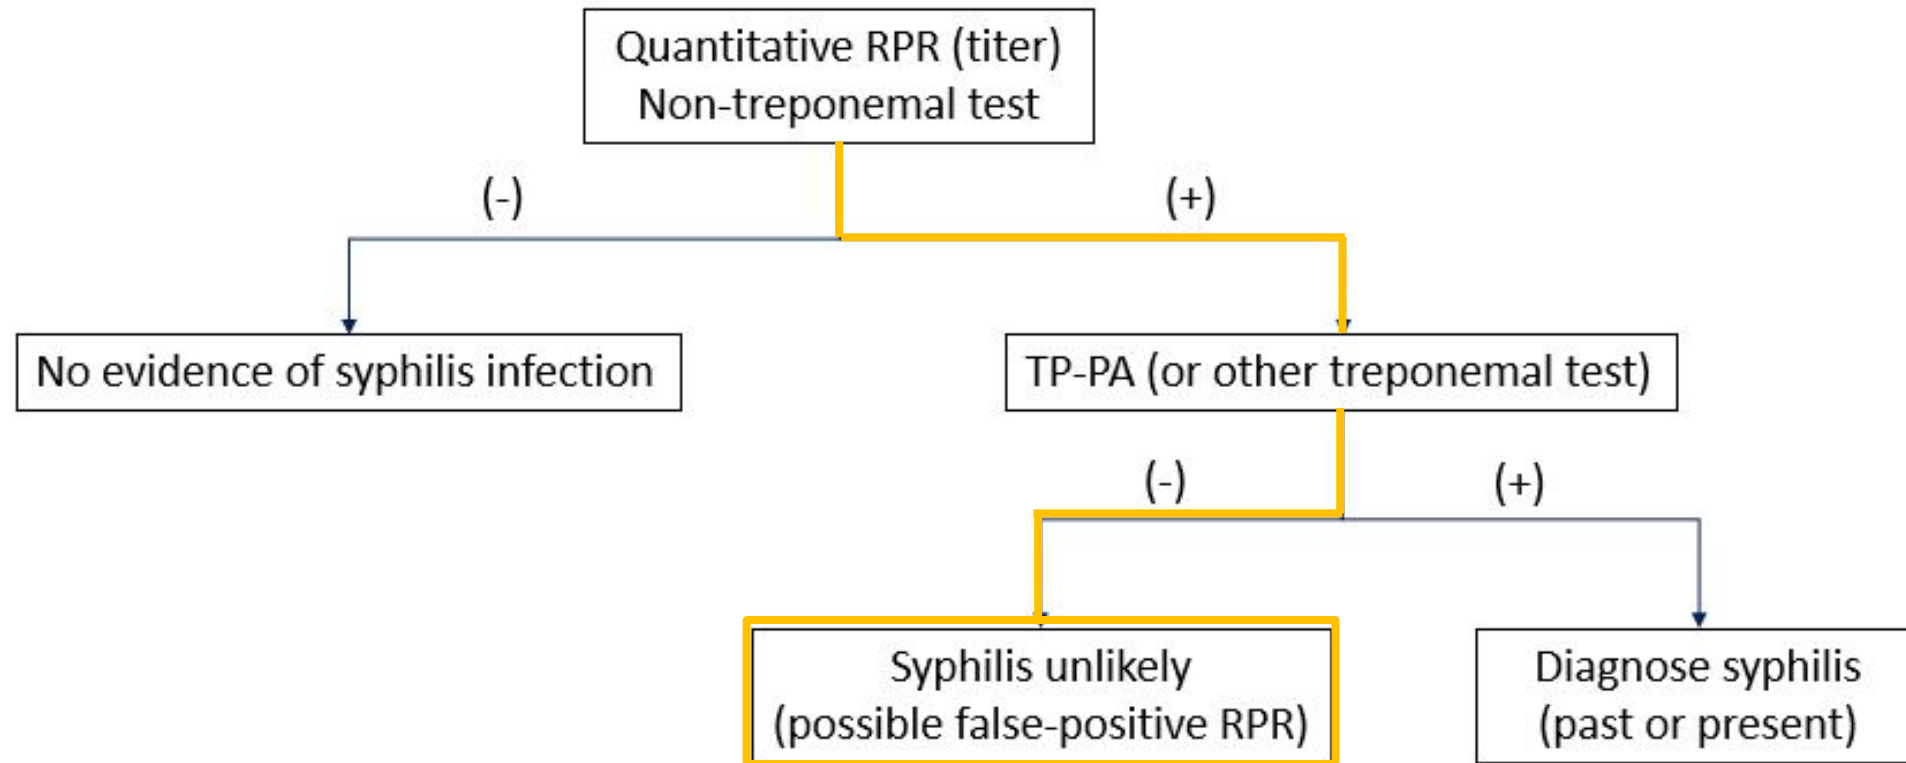 Quantitative RPR (titer)
Non-treponemal test
(-)
(+)
No evidence of syphilis infection
TP-PA (or other treponemal test)
(-)
(+)
Syphilis unlikely
(possible false-positive RPR)
Diagnose syphilis
(past or present)